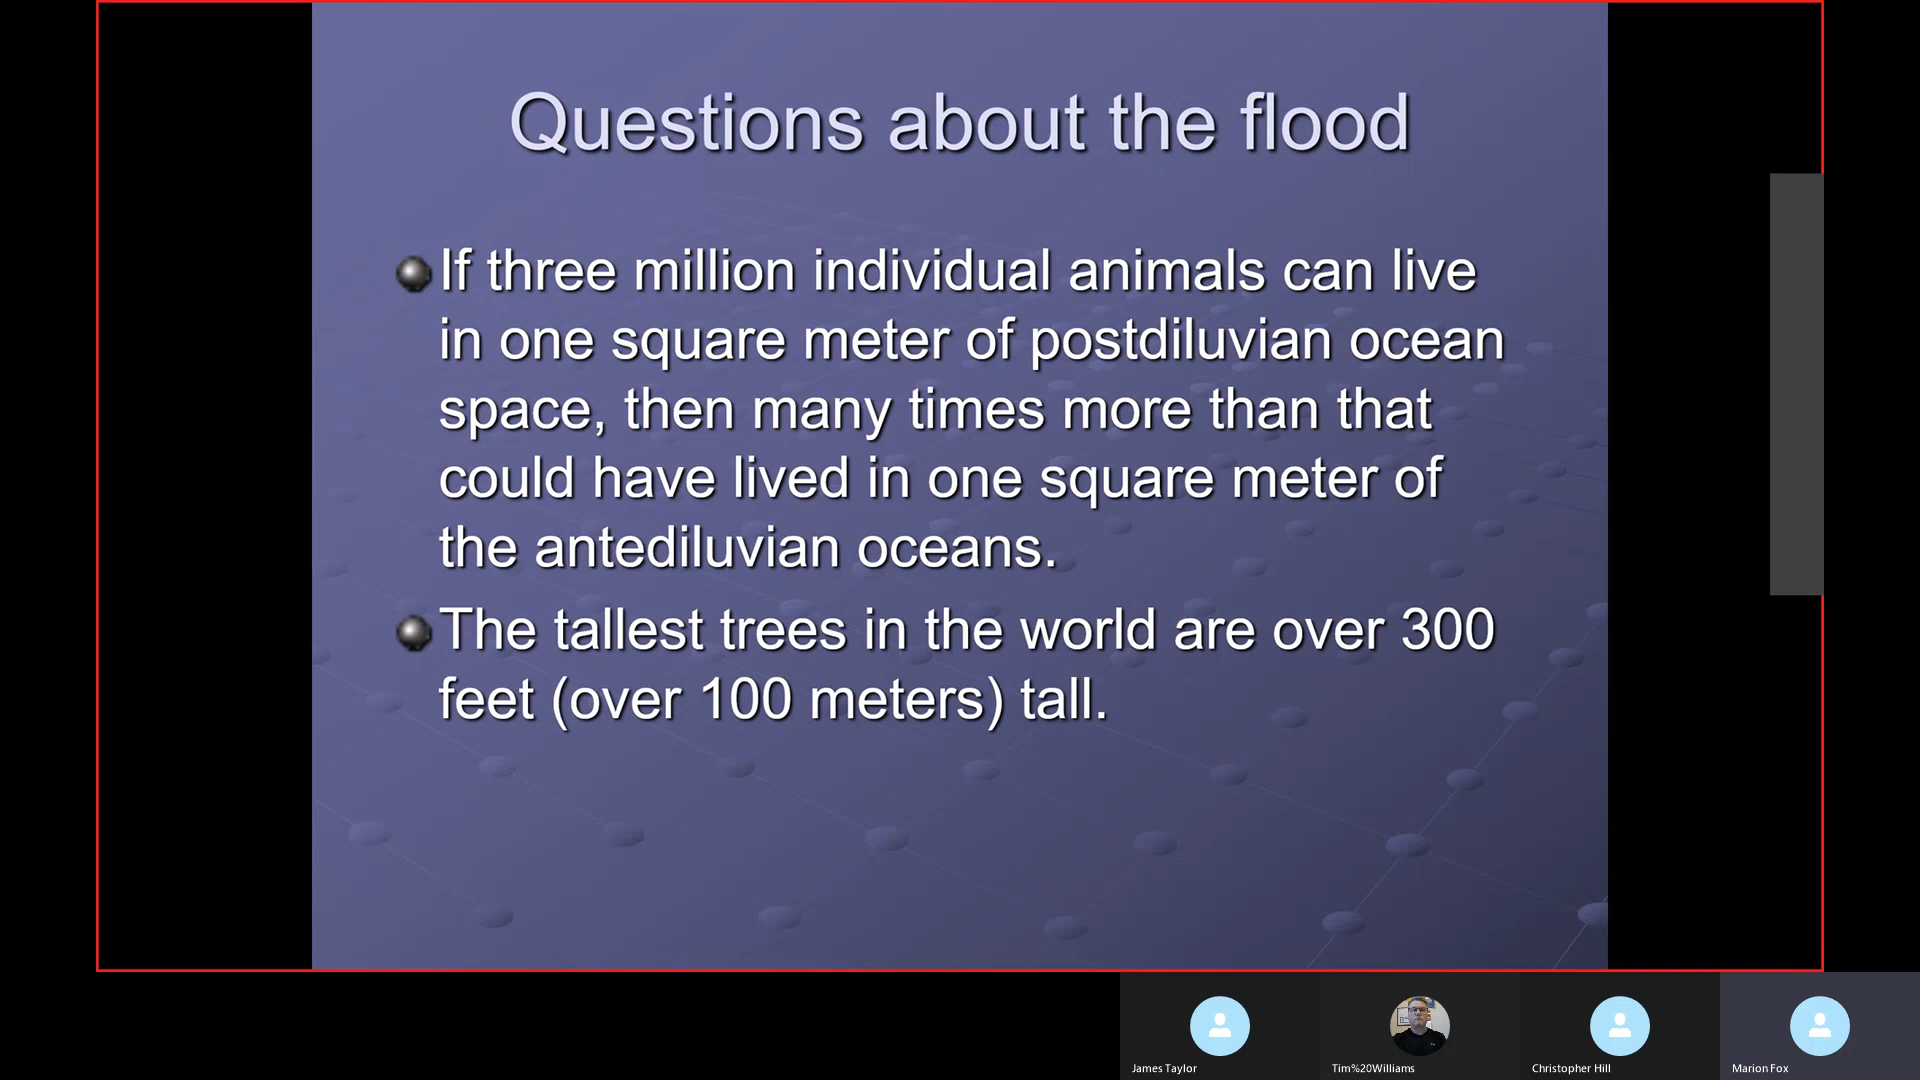 Questions about the flood
If three million individual animals can live
in one square meter of postdiluvian ocean
space, then many times more than that
could have lived in one square meter of
the antediluvian oceans.
The tallest trees in the world are over 300
feet (over 100 meters) tall.
James Taylor
Tim%20Williams
Christopher Hill
Marion Fox